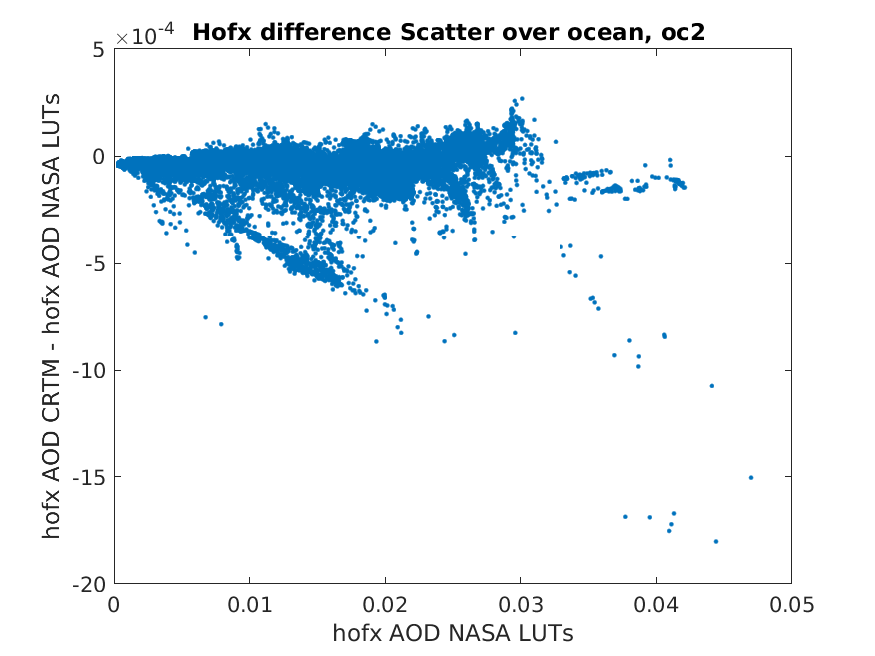 ×10⁻⁴ Hofx difference Scatter over ocean, oc2
5
0
-5
-10
-15
-20
hofx AOD CRTM - hofx AOD NASA LUTs
0 0.01 0.02 0.03 0.04 0.05
hofx AOD NASA LUTs